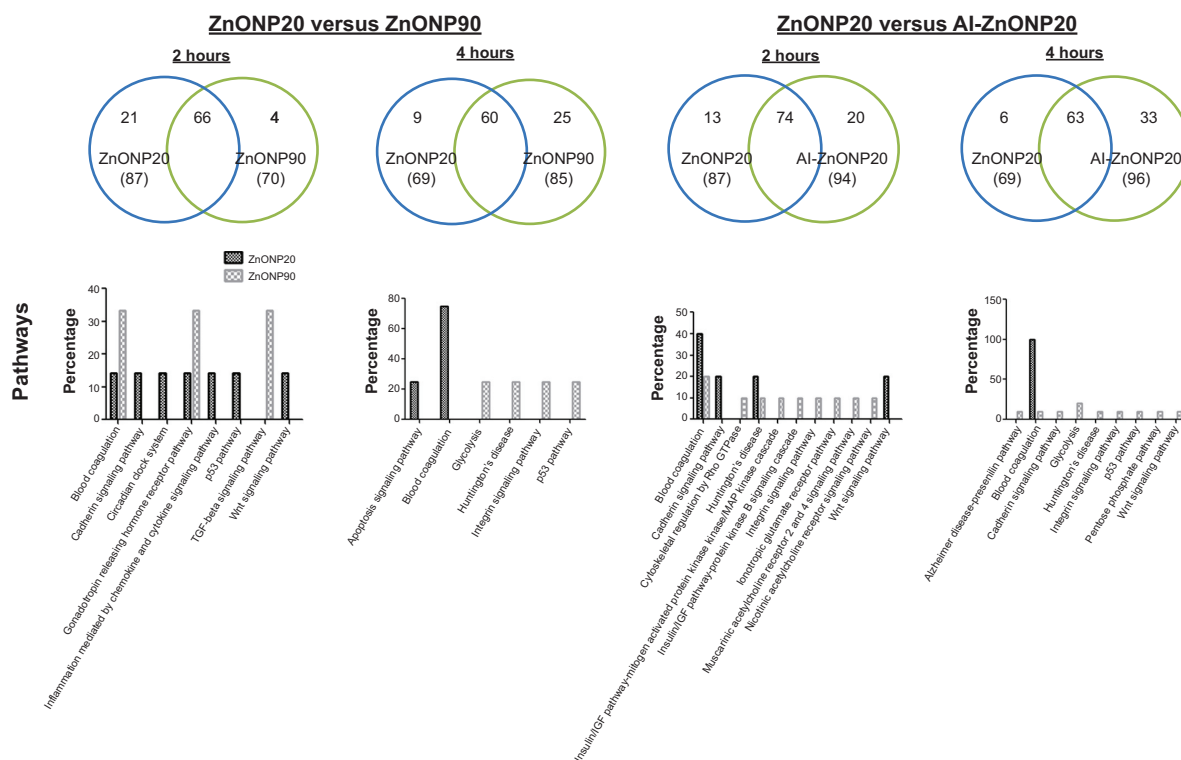 ZnONP20 versus ZnONP90
ZnONP20 versus Al-ZnONP20
2 hours
4 hours
2 hours
4 hours
21
66
4
ZnONP20
(87)
ZnONP90
(70)
9
60
25
ZnONP20
(69)
ZnONP90
(85)
13
74
20
ZnONP20
(87)
Al-ZnONP20
(94)
6
63
33
ZnONP20
(69)
Al-ZnONP20
(96)
ZnONP20
ZnONP90
Pathways
Percentage
40
30
20
10
0
Blood coagulation
Cadherin signaling pathway
Circadian clock system
Gonadotropin releasing hormone receptor pathway
Inflammation mediated by chemokine and cytokine signaling pathway
p53 pathway
TGF-beta signaling pathway
Wnt signaling pathway
Percentage
80
60
40
20
0
Apoptosis signaling pathway
Blood coagulation
Glycolysis
Huntington's disease
Integrin signaling pathway
p53 pathway
Percentage
50
40
30
20
10
0
Blood coagulation
Cadherin signaling pathway
Cytoskeletal regulation by Rho GTPase
Huntington's disease
Insulin/IGF pathway-mitogen activated protein kinase kinase/MAP kinase cascade
Insulin/IGF pathway-protein kinase B signaling cascade
Integrin signaling pathway
Ionotropic glutamate receptor pathway
Muscarinic acetylcholine receptor 2 and 4 signaling pathway
Nicotinic acetylcholine receptor signaling pathway
Wnt signaling pathway
Percentage
150
100
50
0
Alzheimer disease-presenilin pathway
Blood coagulation
Cadherin signaling pathway
Glycolysis
Huntington's disease
Integrin signaling pathway
p53 pathway
Pentose phosphate pathway
Wnt signaling pathway